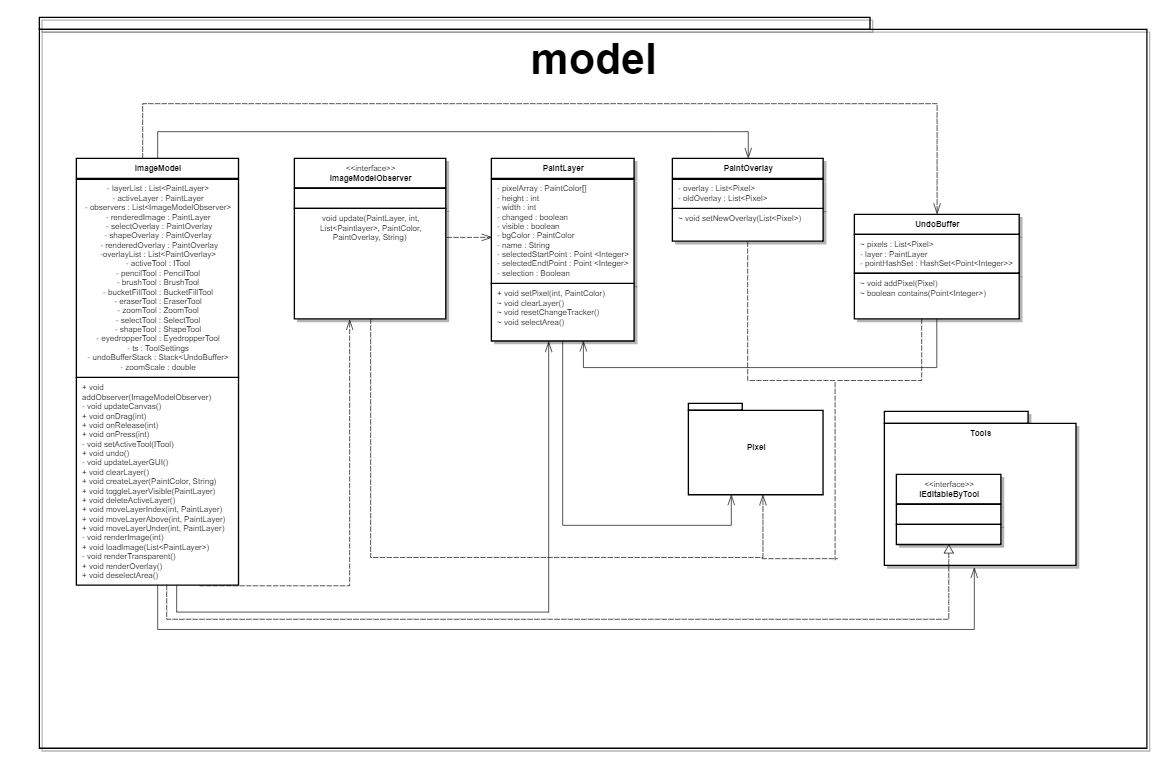 model
ImageModel
- layerList : List<PaintLayer>
- activeLayer : PaintLayer
- observers : List<ImageModelObserver>
- renderedImage : PaintLayer
- selectOverlay : PaintOverlay
- shapeOverlay : PaintOverlay
- renderedOverlay : PaintOverlay
-overlayList : List<PaintOverlay>
- activeTool : ITool
- pencilTool : PencilTool
- brushTool : BrushTool
- bucketFillTool : BucketFillTool
- eraserTool : EraserTool
- zoomTool : ZoomTool
- selectTool : SelectTool
- shapeTool : ShapeTool
- eyedropperTool : EyedropperTool
- ts : ToolSettings
- undoBufferStack : Stack<UndoBuffer>
- zoomScale : double
+ void
addObserver(ImageModelObserver)
- void updateCanvas()
+ void onDrag(int)
+ void onRelease(int)
+ void onPress(int)
- void setActiveTool(ITool)
+ void undo()
- void updateLayerGUI()
+ void clearLayer()
+ void createLayer(PaintColor, String)
+ void toggleLayerVisible(PaintLayer)
+ void deleteActiveLayer()
+ void moveLayerIndex(int, PaintLayer)
+ void moveLayerAbove(int, PaintLayer)
+ void moveLayerUnder(int, PaintLayer)
- void renderImage(int)
+ void loadImage(List<PaintLayer>)
- void renderTransparent()
+ void renderOverlay()
+ void deselectArea()
<<interface>>
ImageModelObserver
void update(PaintLayer, int,
List<Paintlayer>, PaintColor,
PaintOverlay, String)
PaintLayer
- pixelArray : PaintColor[]
- height : int
- width : int
- changed : boolean
- visible : boolean
- bgColor : PaintColor
- name : String
- selectedStartPoint : Point <Integer>
- selectedEndPoint : Point <Integer>
- selection : Boolean
+ void setPixel(int, PaintColor)
~ void clearLayer()
~ void resetChangeTracker()
~ void selectArea()
PaintOverlay
- overlay : List<Pixel>
- oldOverlay : List<Pixel>
~ void setNewOverlay(List<Pixel>)
UndoBuffer
~ pixels : List<Pixel>
- layer : PaintLayer
- pointHashSet : HashSet<Point<Integer>>
~ void addPixel(Pixel)
~ boolean contains(Point<Integer>)
Pixel
Tools
<<interface>>
IEditableByTool